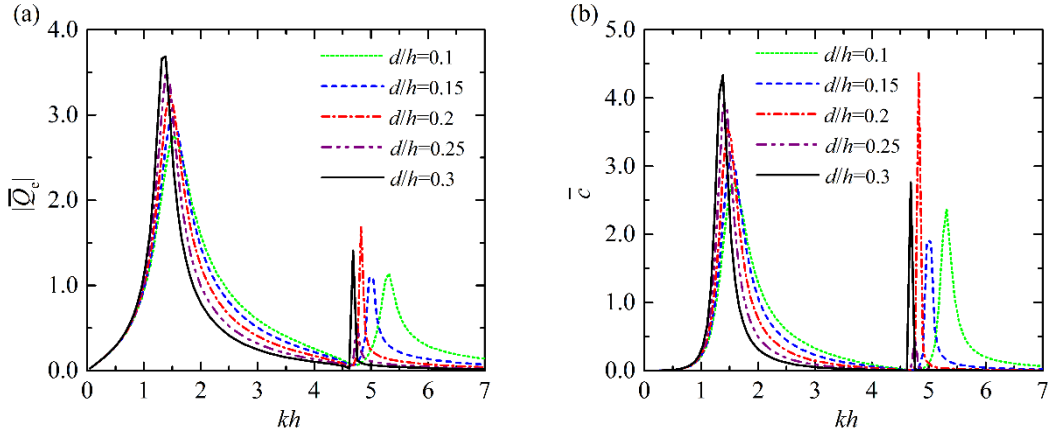 (a)
4.0
3.0
2.0
1.0
0.0
|Q̅c|
d/h=0.1
d/h=0.15
d/h=0.2
d/h=0.25
d/h=0.3
0 1 2 3 4 5 6 7
kh
(b)
5.0
4.0
3.0
2.0
1.0
0.0
c̅
d/h=0.1
d/h=0.15
d/h=0.2
d/h=0.25
d/h=0.3
0 1 2 3 4 5 6 7
kh